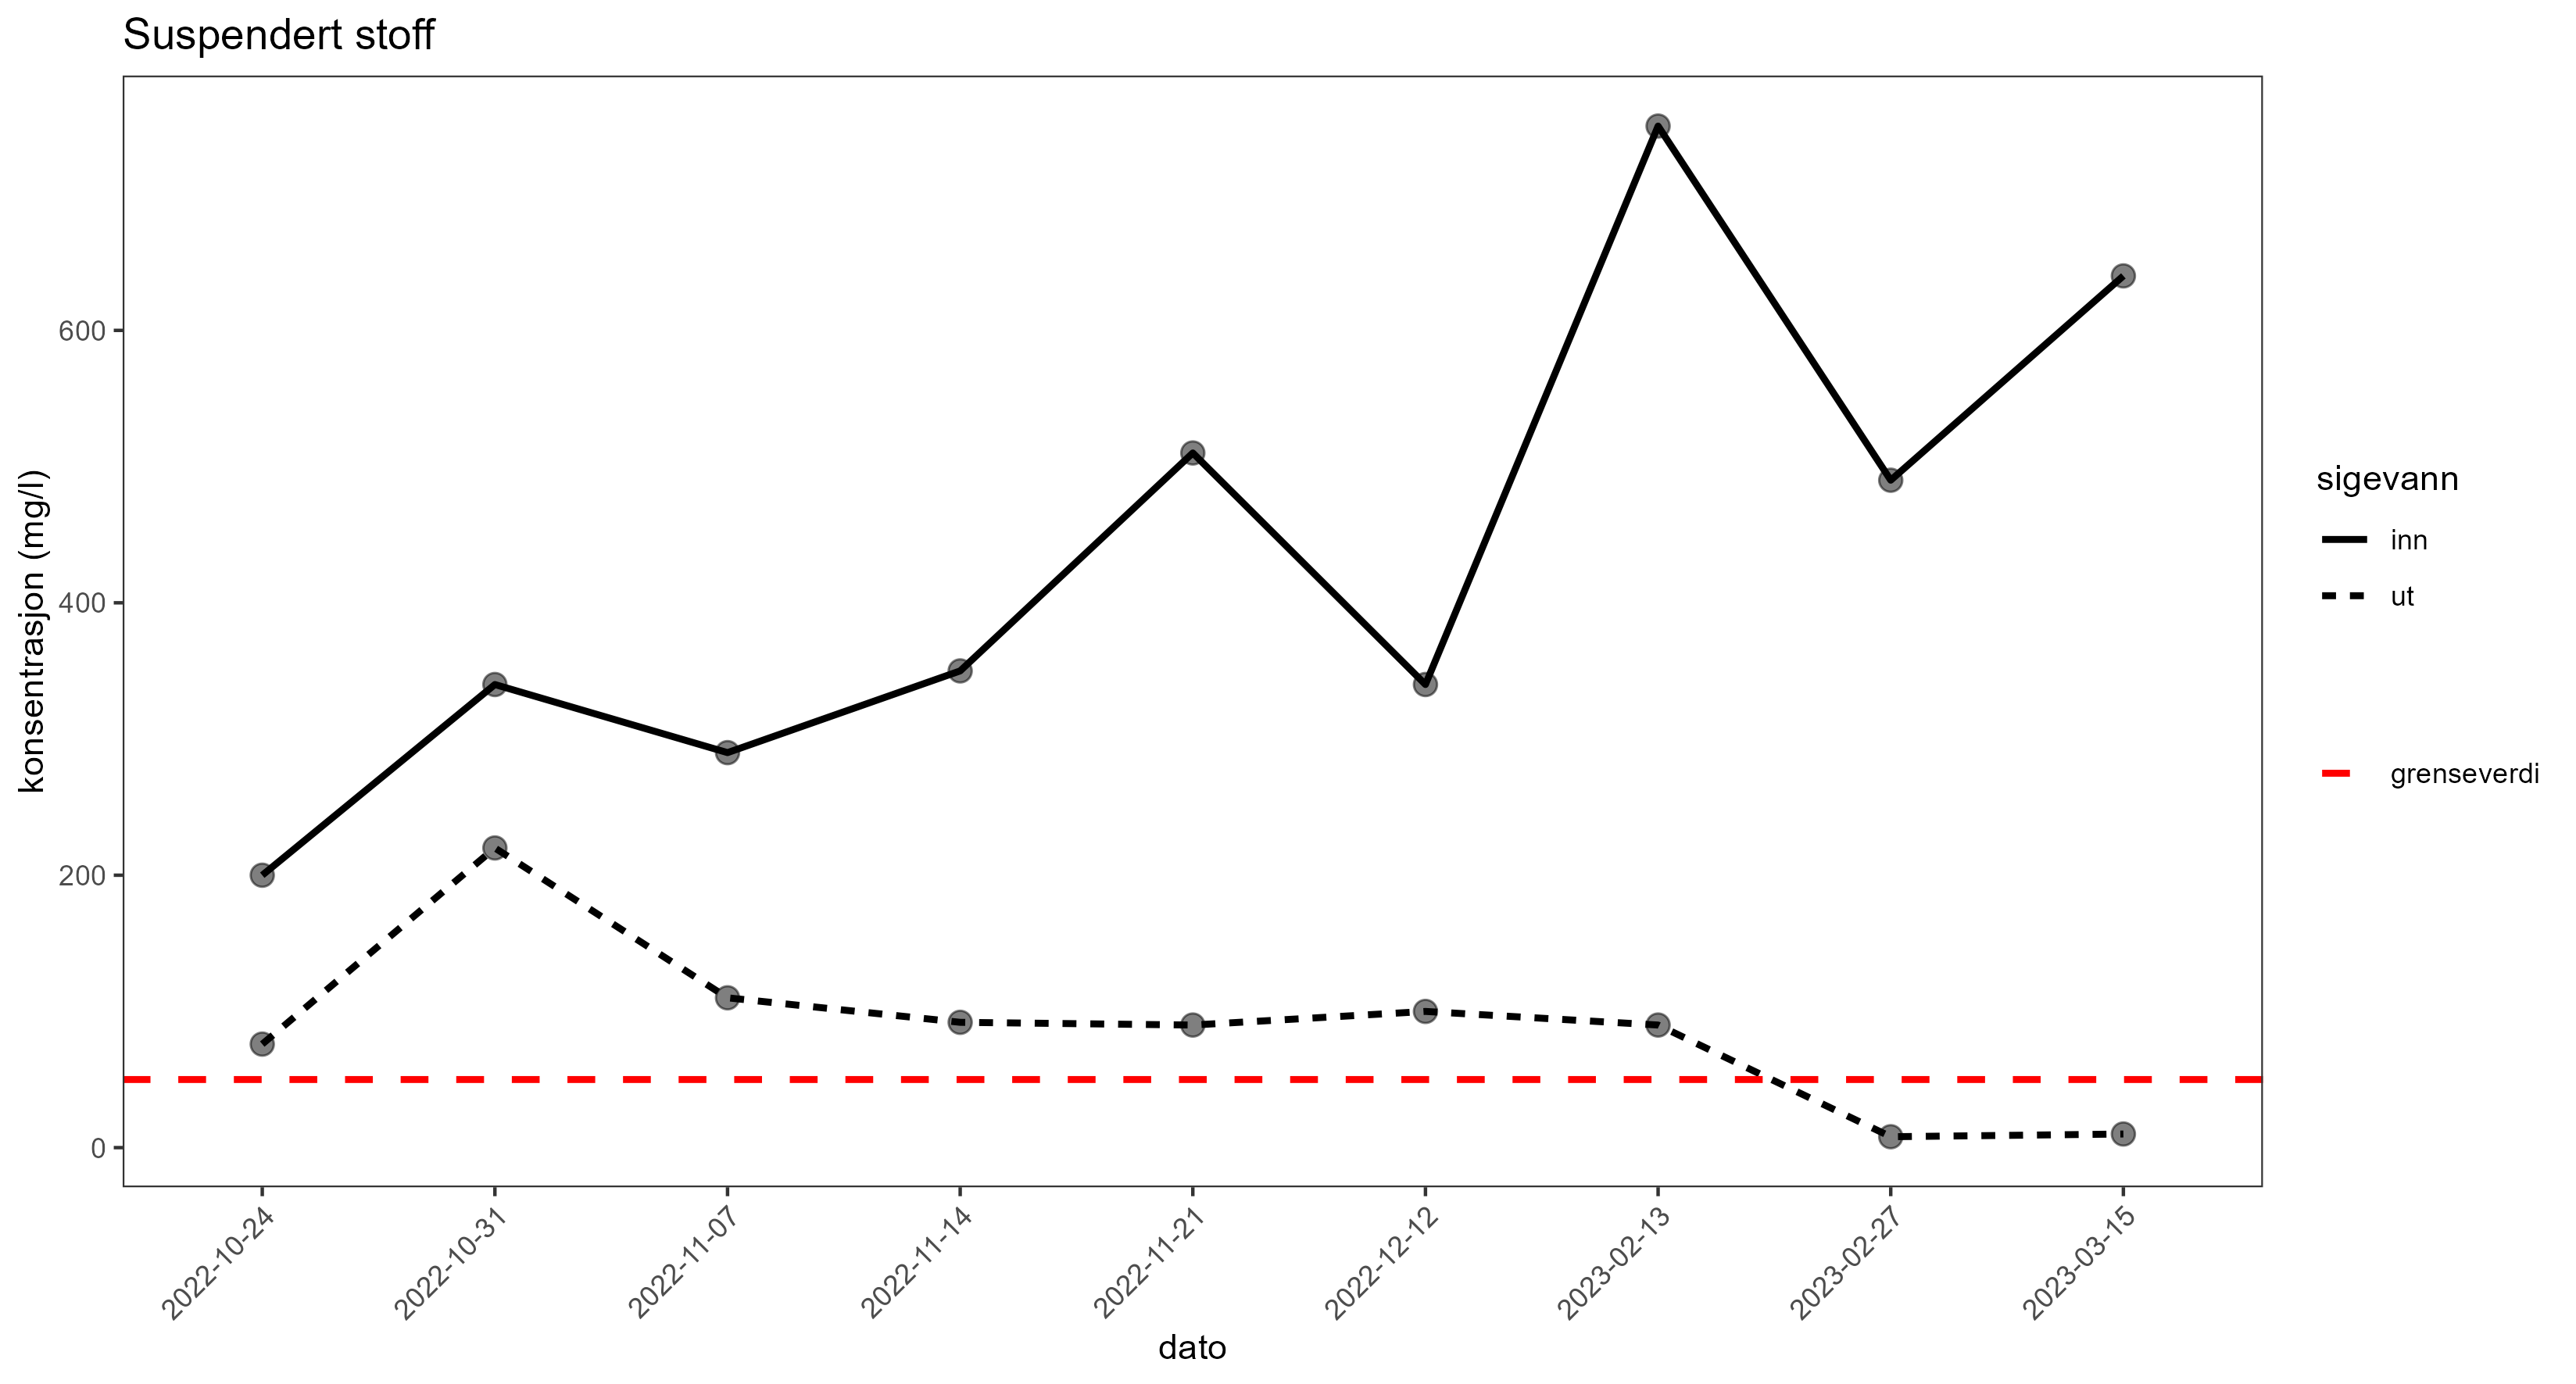 Suspendert stoff
konsentrasjon (mg/l)
600
400
200
0
2022-10-24
2022-10-31
2022-11-07
2022-11-14
2022-11-21
2022-12-12
2023-02-13
2023-02-27
2023-03-15
dato
sigevann
inn
ut
grenseverdi